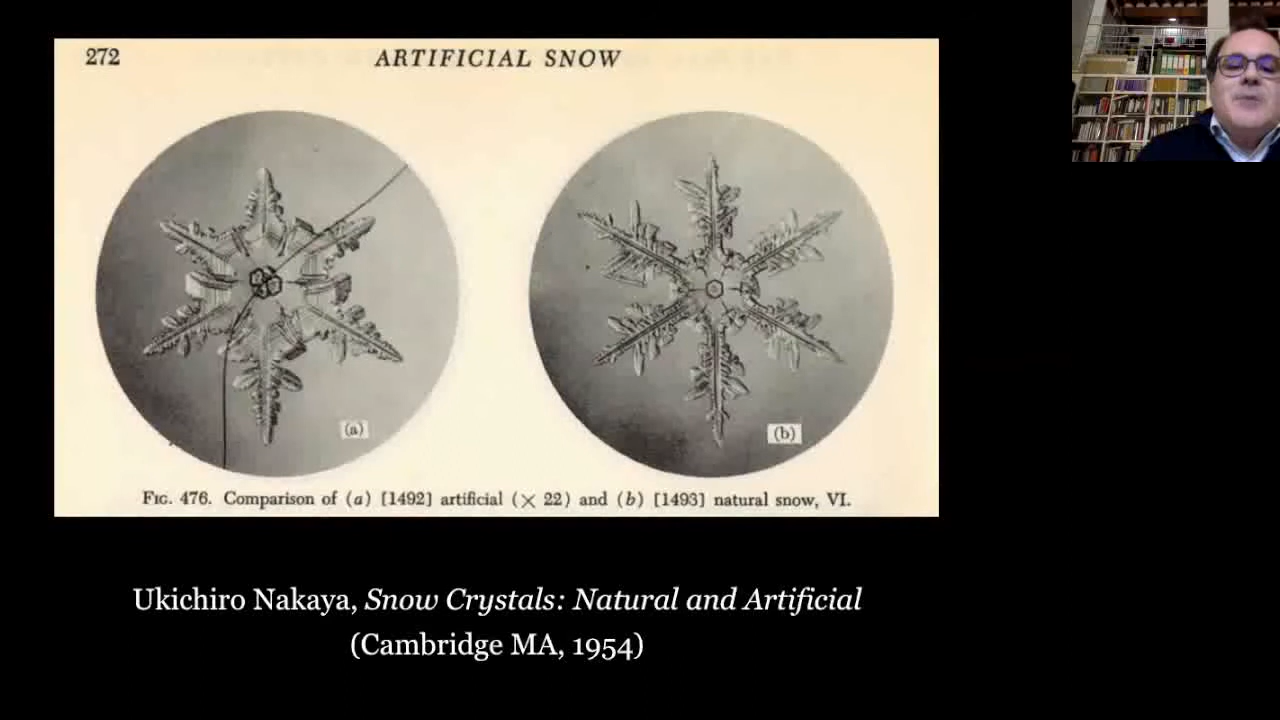 272
ARTIFICIAL SNOW
(a)
(b)
FIG. 476. Comparison of (a) [1492] artificial (× 22) and (b) [1493] natural snow, VI.
Ukichiro Nakaya, Snow Crystals: Natural and Artificial
(Cambridge MA, 1954)